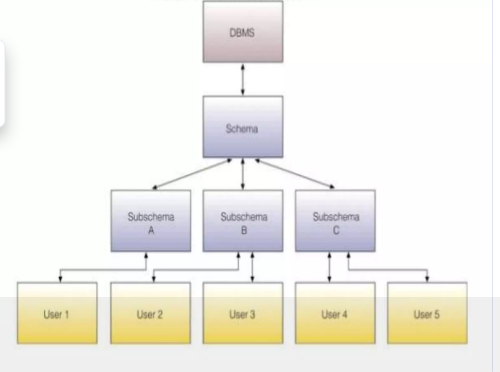 DBMS
Schema
Subschema
A
Subschema
B
Subschema
C
User 1
User 2
User 3
User 4
User 5